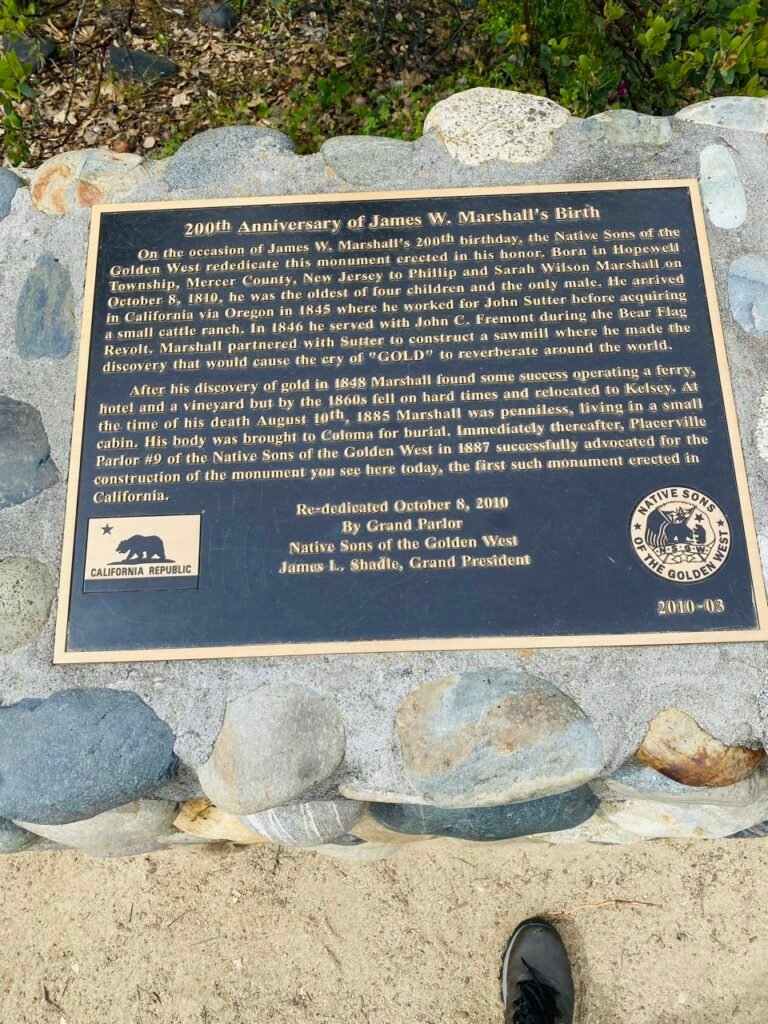 200th Anniversary of James W. Marshall's Birth
On the occasion of James W. Marshall's 200th birthday, the Native Sons of the
Golden West rededicate this monument erected in his honor. Born in Hopewell
Township, Mercer County, New Jersey to Phillip and Sarah Wilson Marshall on
October 8, 1810, he was the oldest of four children and the only male. He arrived
in California via Oregon in 1845 where he worked for John Sutter before acquiring
a small cattle ranch. In 1846 he served with John C. Fremont during the Bear Flag
Revolt. Marshall partnered with Sutter to construct a sawmill where he made the
discovery that would cause the cry of "GOLD" to reverberate around the world.
After his discovery of gold in 1848 Marshall found some success operating a ferry,
hotel and a vineyard but by the 1860s fell on hard times and relocated to Kelsey. At
the time of his death August 10th, 1885 Marshall was penniless, living in a small
cabin. His body was brought to Coloma for burial. Immediately thereafter, Placerville
Parlor #9 of the Native Sons of the Golden West in 1887 successfully advocated for the
construction of the monument you see here today, the first such monument erected in
California.
Re-dedicated October 8, 2010
By Grand Parlor
Native Sons of the Golden West
James L. Shadle, Grand President
CALIFORNIA REPUBLIC
NATIVE SONS
N·S·G·W
OF THE GOLDEN WEST
2010-03